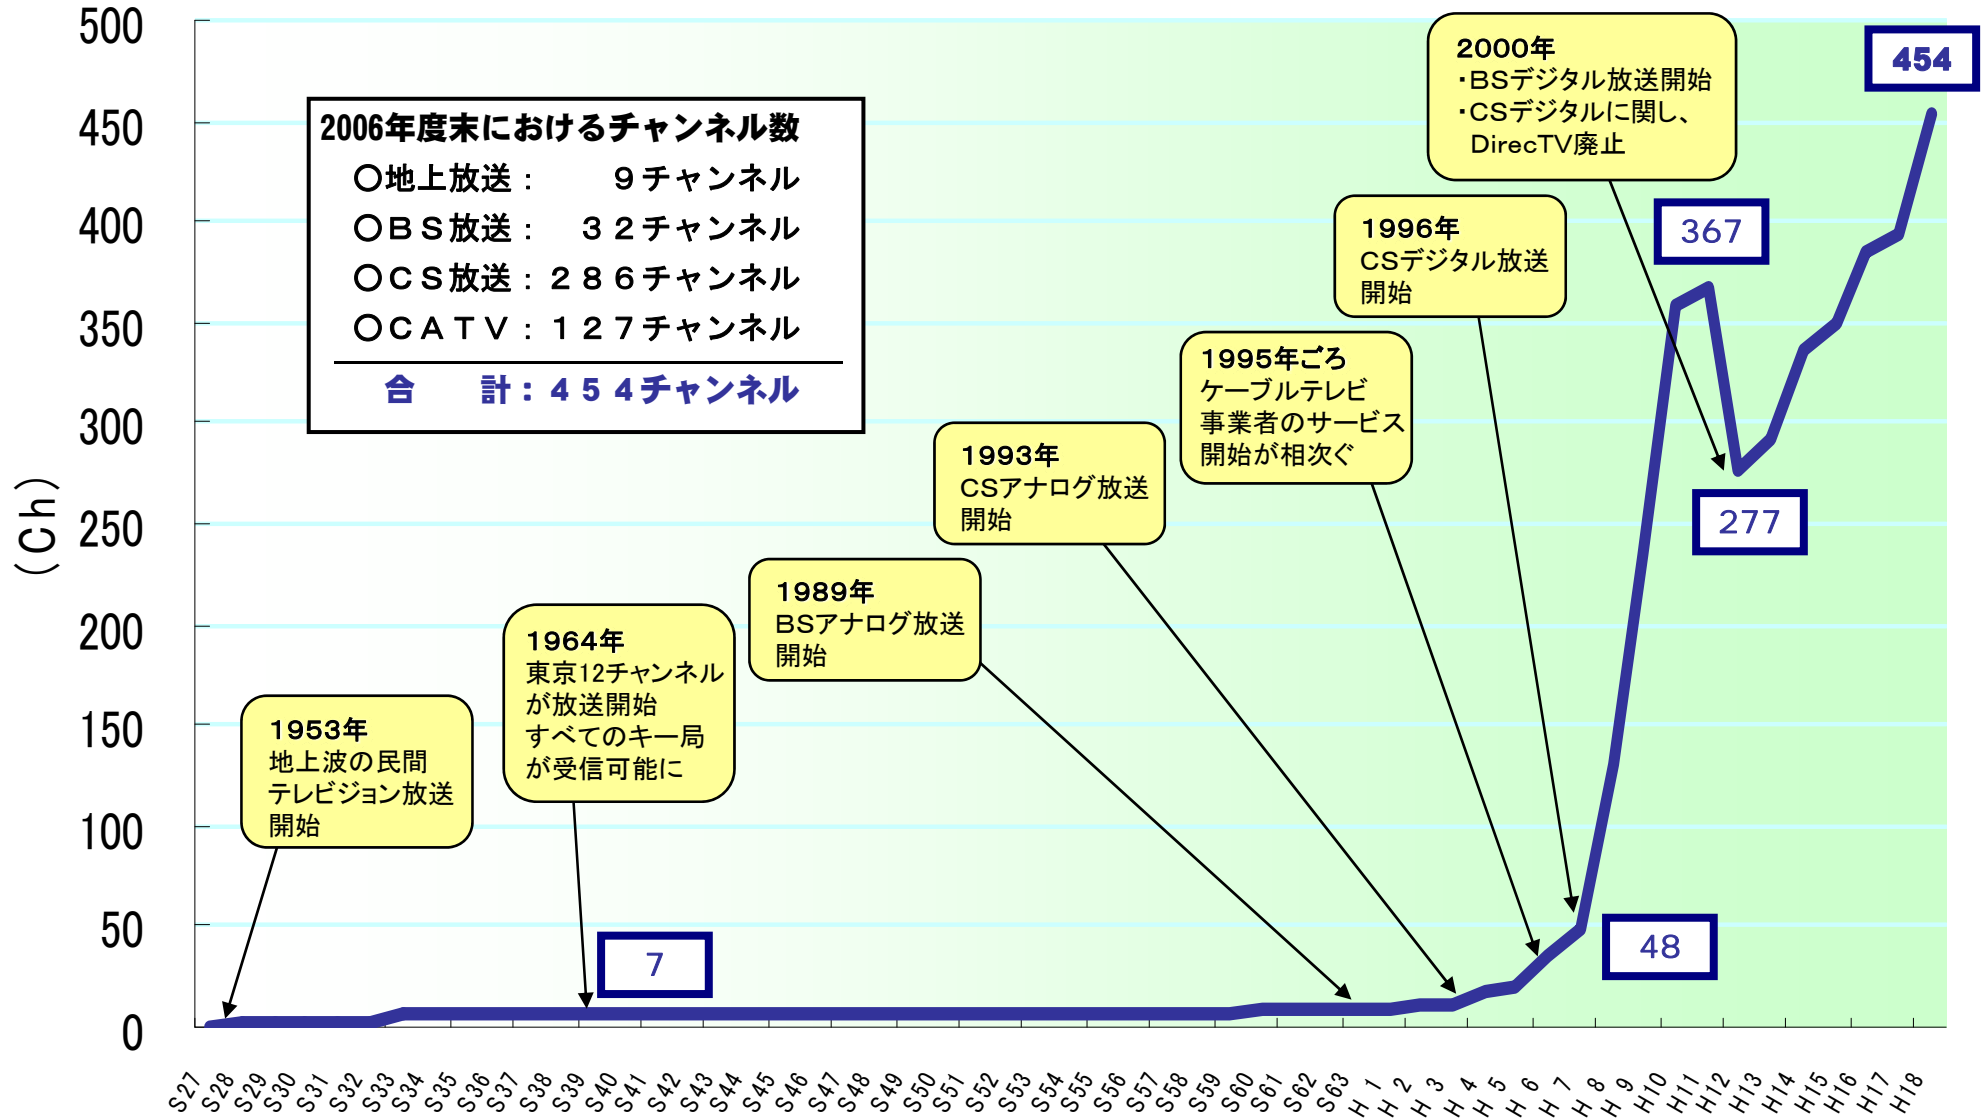 500
450
400
350
300
250
200
150
100
50
0
(Ch)
2006年度末におけるチャンネル数
○地上放送: 9チャンネル
○BS放送: 32チャンネル
○CS放送:286チャンネル
○CATV:127チャンネル
合 計:454チャンネル
1953年
地上波の民間
テレビジョン放送
開始
1964年
東京12チャンネル
が放送開始
すべてのキー局
が受信可能に
7
1989年
BSアナログ放送
開始
1993年
CSアナログ放送
開始
1995年ごろ
ケーブルテレビ
事業者のサービス
開始が相次ぐ
1996年
CSデジタル放送
開始
2000年
・BSデジタル放送開始
・CSデジタルに関し、
DirecTV廃止
48
367
277
454
S27 S28 S29 S30 S31 S32 S33 S34 S35 S36 S37 S38 S39 S40 S41 S42 S43 S44 S45 S46 S47 S48 S49 S50 S51 S52 S53 S54 S55 S56 S57 S58 S59 S60 S61 S62 S63 H 1 H 2 H 3 H 4 H 5 H 6 H 7 H 8 H 9 H10 H11 H12 H13 H14 H15 H16 H17 H18